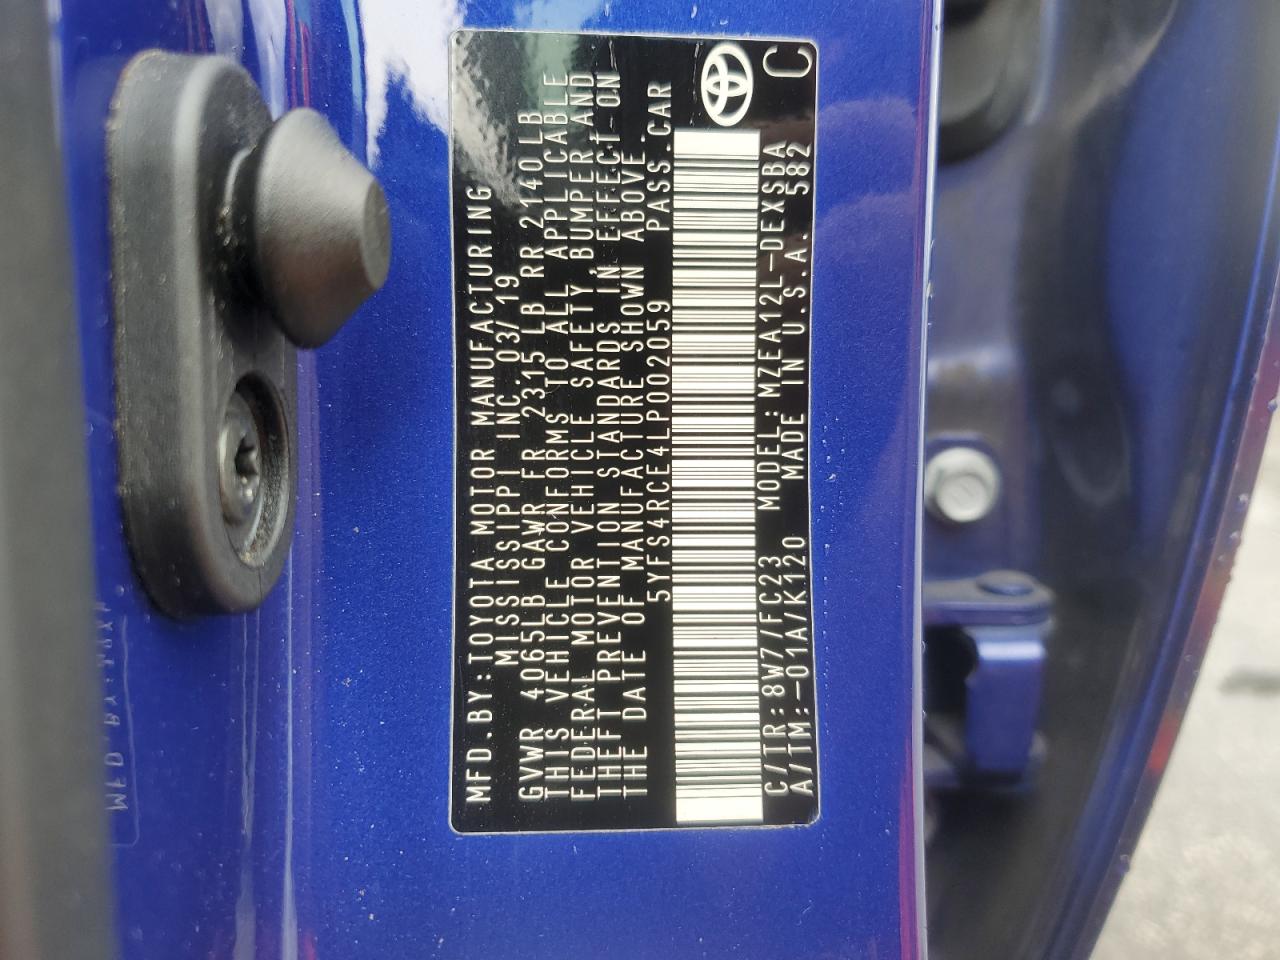 MFD.BY:TOYOTA MOTOR MANUFACTURING
MISSISSIPPI INC. 03/19
GVWR 4065LB GAWR FR 2315 LB RR 2140 LB
THIS VEHICLE CONFORMS TO ALL APPLICABLE
FEDERAL MOTOR VEHICLE SAFETY, BUMPER, AND
THEFT PREVENTION STANDARDS IN EFFECT ON
THE DATE OF MANUFACTURE SHOWN ABOVE.
5YFS4RCE4LP002059 PASS.CAR
C/TR:8W7/FC23 MODEL:MZEA12L-DEXSBA
A/TM:-01A/K120 MADE IN U.S.A. 582
C